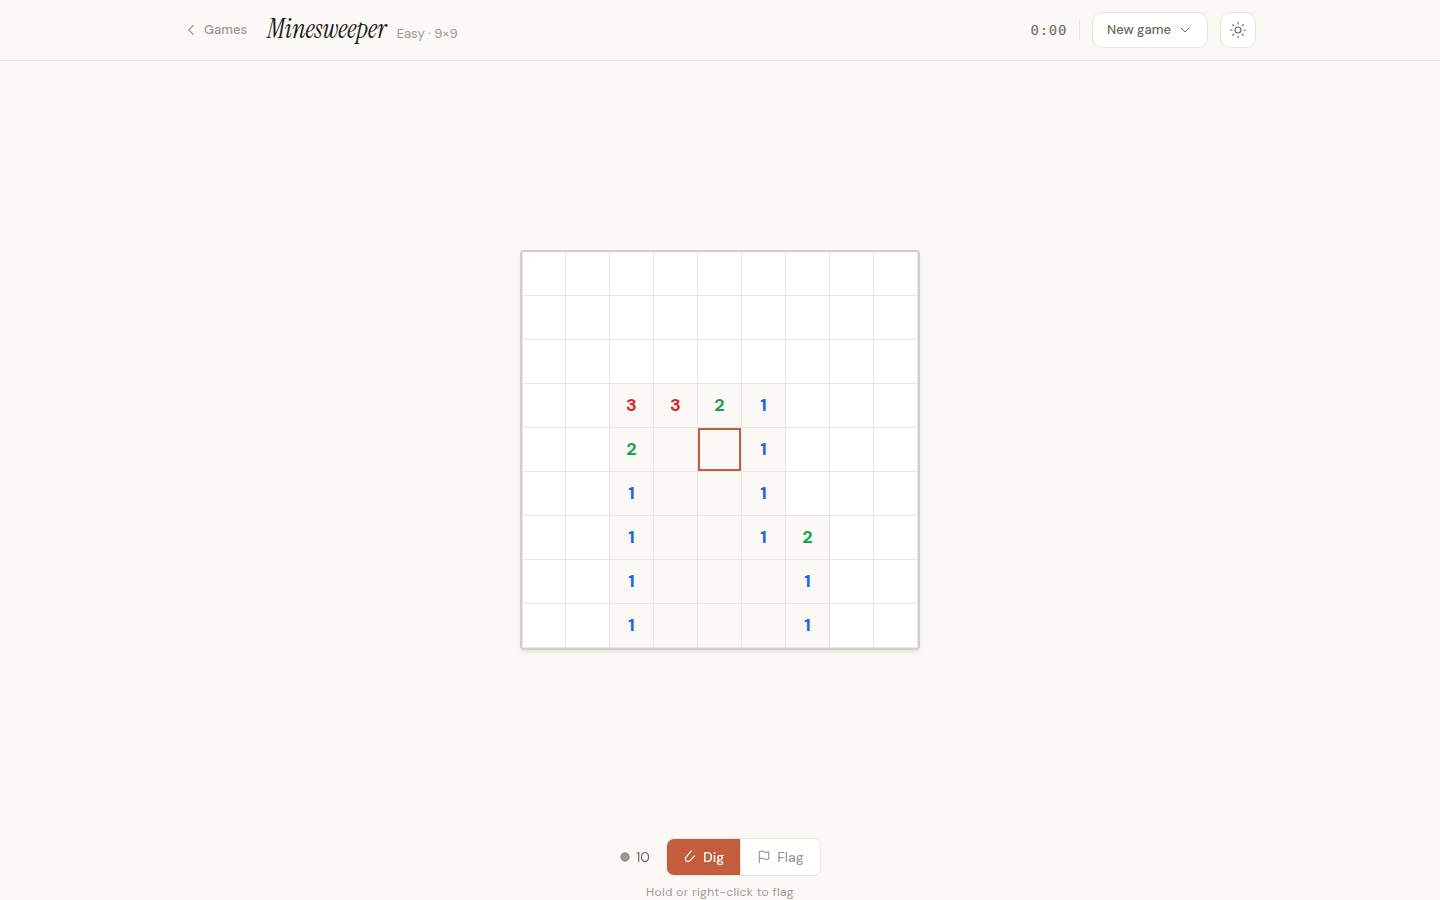 Games Minesweeper Easy · 9×9 0:00 New game
3 3 2 1
2 1
1 1
1 1 2
1 1
1 1
10 Dig Flag
Hold or right-click to flag